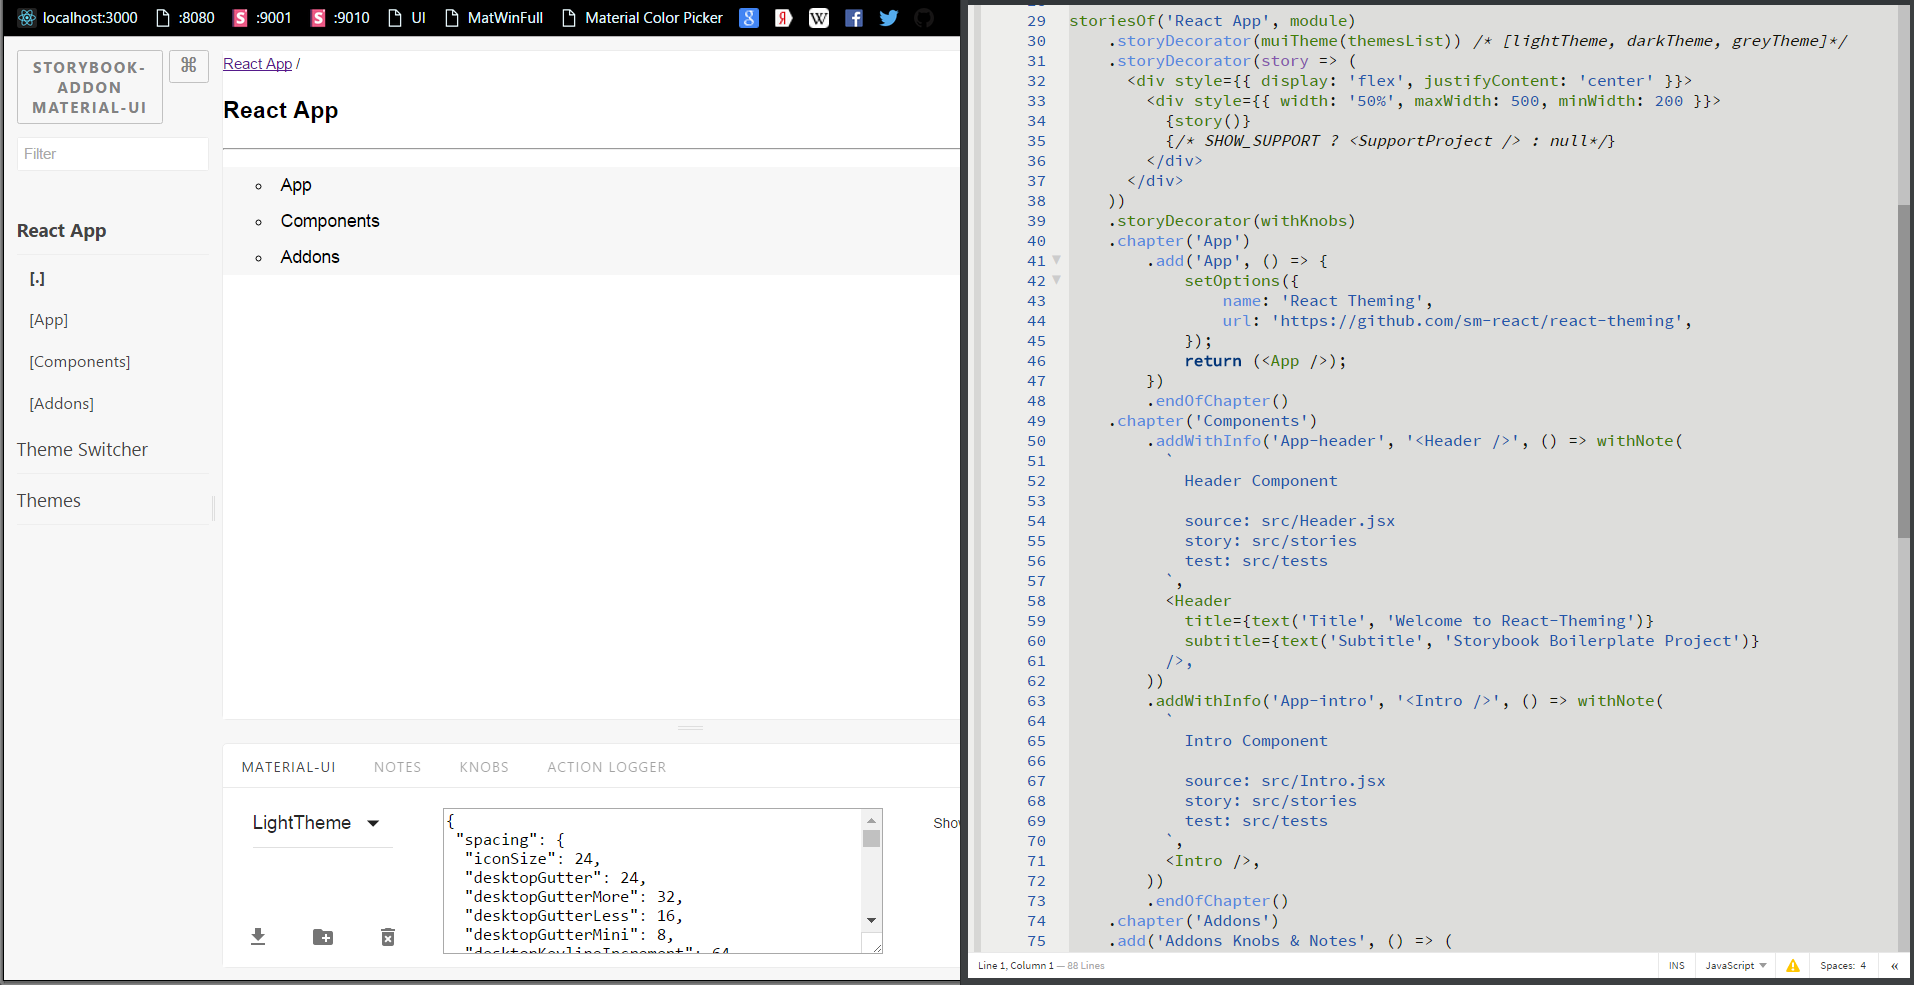 localhost:3000 :8080 :9001 :9010 UI MatWinFull Material Color Picker
STORYBOOK-
ADDON
MATERIAL-UI
⌘
Filter
React App
[.]
[App]
[Components]
[Addons]
Theme Switcher
Themes
React App /
React App
App
Components
Addons
MATERIAL-UI NOTES KNOBS ACTION LOGGER
LightTheme
{
"spacing": {
"iconSize": 24,
"desktopGutter": 24,
"desktopGutterMore": 32,
"desktopGutterLess": 16,
"desktopGutterMini": 8,
"desktopKeylineIncrement": 64
Sho
29 storiesOf('React App', module)
30 .storyDecorator(muiTheme(themesList)) /* [lightTheme, darkTheme, greyTheme]*/
31 .storyDecorator(story => (
32 <div style={{ display: 'flex', justifyContent: 'center' }}>
33 <div style={{ width: '50%', maxWidth: 500, minWidth: 200 }}>
34 {story()}
35 {/* SHOW_SUPPORT ? <SupportProject /> : null*/}
36 </div>
37 </div>
38 ))
39 .storyDecorator(withKnobs)
40 .chapter('App')
41 .add('App', () => {
42 setOptions({
43 name: 'React Theming',
44 url: 'https://github.com/sm-react/react-theming',
45 });
46 return (<App />);
47 })
48 .endOfChapter()
49 .chapter('Components')
50 .addWithInfo('App-header', '<Header />', () => withNote(
51 `
52 Header Component
53
54 source: src/Header.jsx
55 story: src/stories
56 test: src/tests
57 `,
58 <Header
59 title={text('Title', 'Welcome to React-Theming')}
60 subtitle={text('Subtitle', 'Storybook Boilerplate Project')}
61 />,
62 ))
63 .addWithInfo('App-intro', '<Intro />', () => withNote(
64 `
65 Intro Component
66
67 source: src/Intro.jsx
68 story: src/stories
69 test: src/tests
70 `,
71 <Intro />,
72 ))
73 .endOfChapter()
74 .chapter('Addons')
75 .add('Addons Knobs & Notes', () => (
Line 1, Column 1 — 88 Lines INS JavaScript Spaces: 4 «